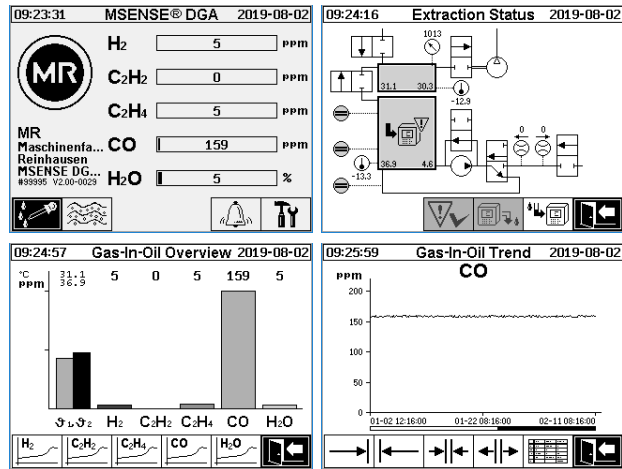 09:23:31 MSENSE® DGA 2019-08-02
H2 5 ppm
MR
C2H2 0 ppm
C2H4 5 ppm
MR
Maschinenfa...
Reinhausen
MSENSE DG...
#99995 V2.00-0029
CO 159 ppm
H2O 5 %
09:24:16 Extraction Status 2019-08-02
1013
31.1 30.3
-12.9
0 0
36.9 4.6
-13.3
09:24:57 Gas-In-Oil Overview 2019-08-02
°C
ppm
31.1
36.9
5 0 5 159 5
ϑ1 ϑ2 H2 C2H2 C2H4 CO H2O
H2 C2H2 C2H4 CO H2O
09:25:59 Gas-In-Oil Trend 2019-08-02
ppm CO
200
150
100
50
0
01-02 12:16:00 01-22 08:16:00 02-11 08:16:00